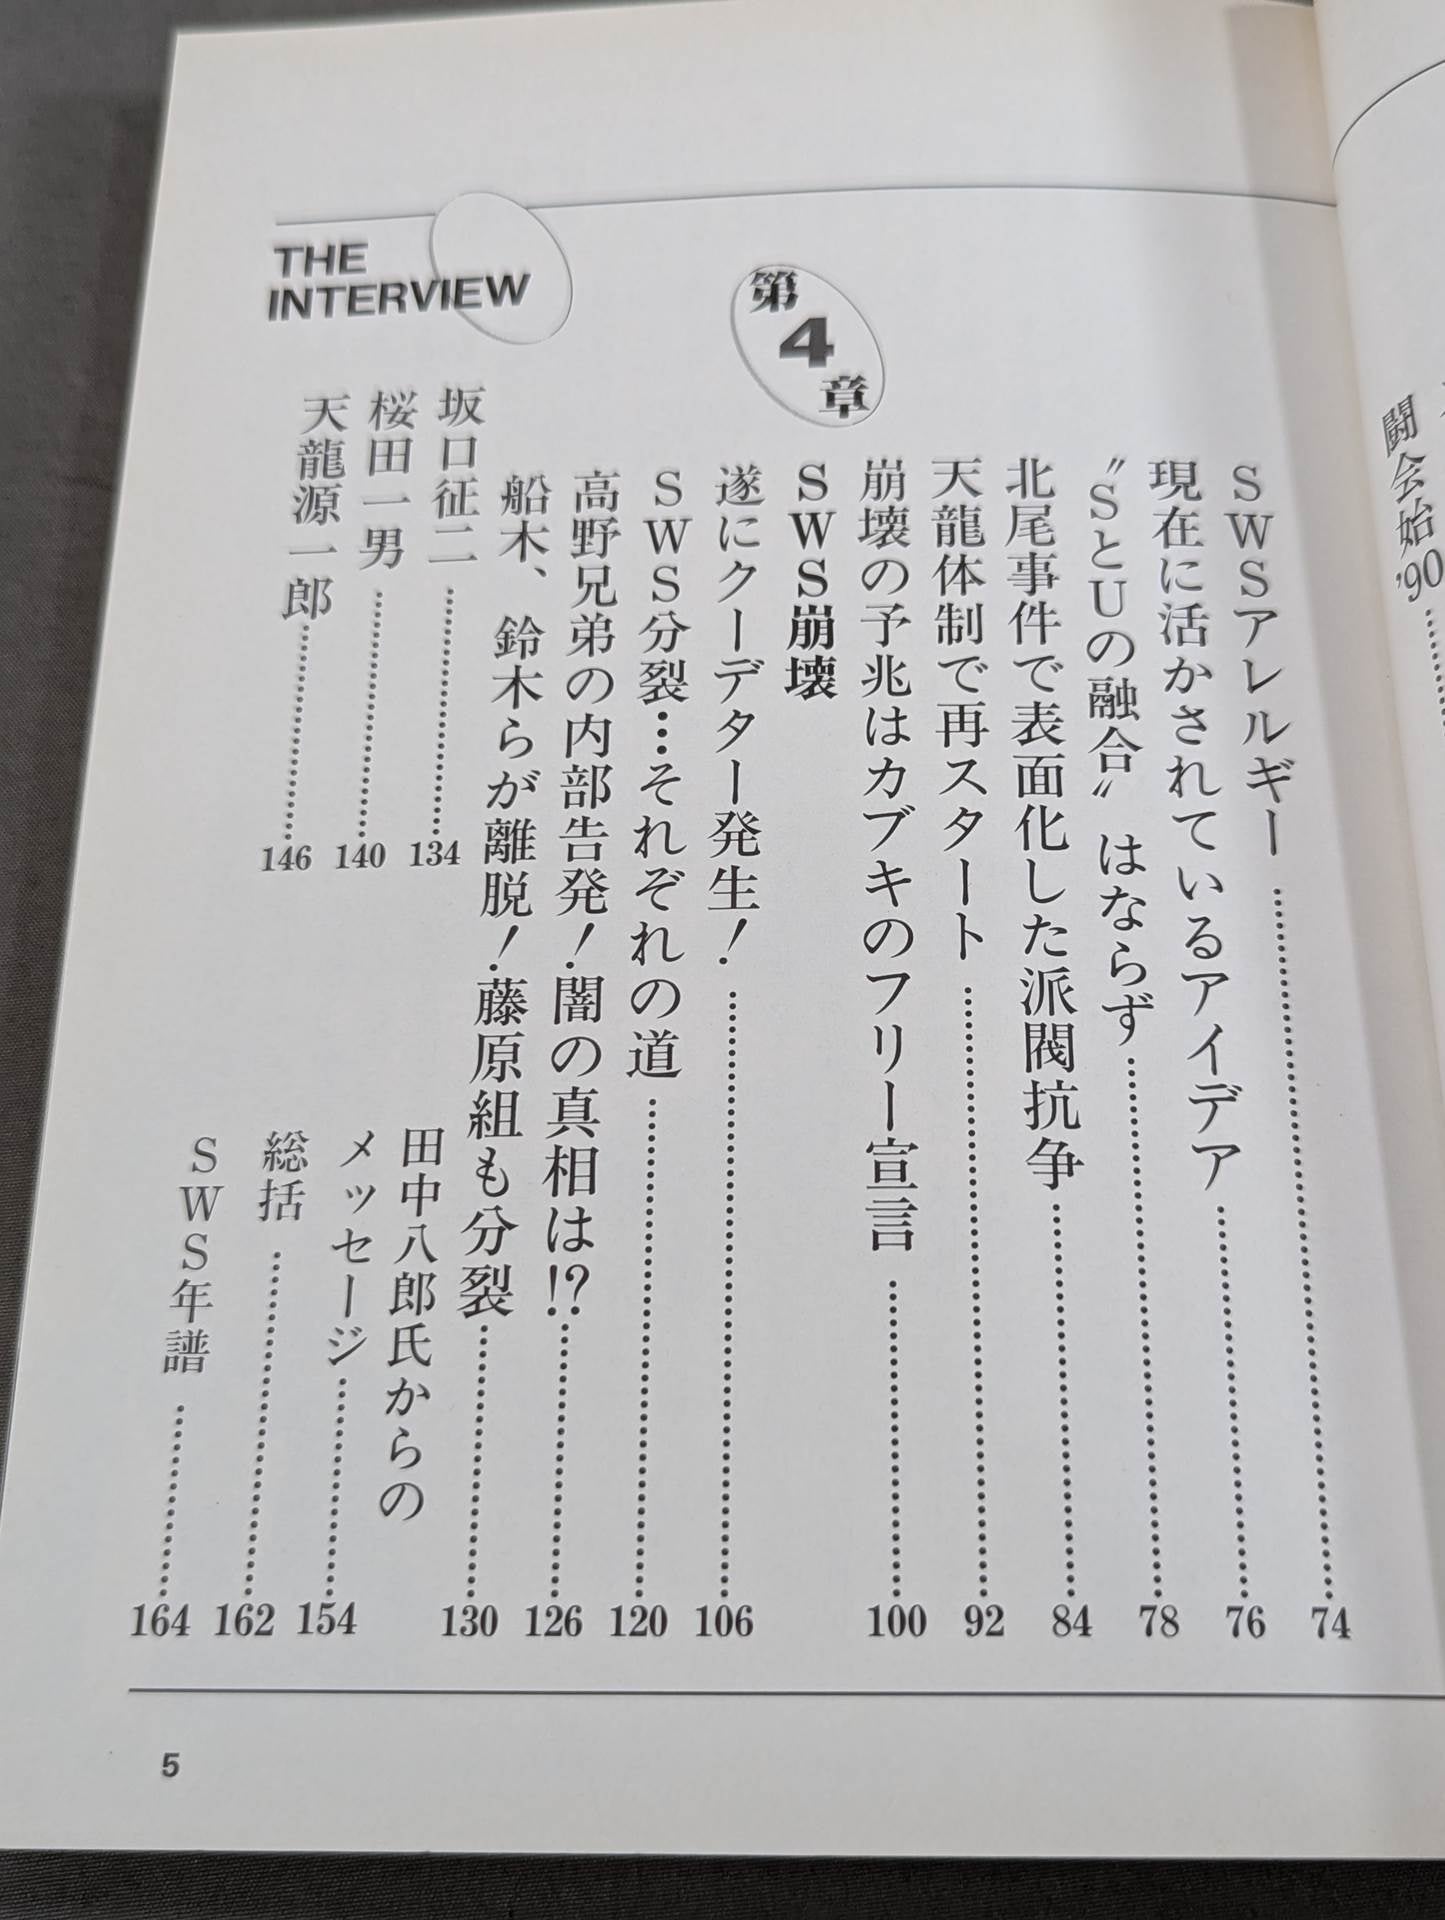 闘会始
'90
SWSアレルギー……74
現在に活かされているアイデア……76
〝SとUの融合〟はならず……78
北尾事件で表面化した派閥抗争……84
天龍体制で再スタート……92
崩壊の予兆はカブキのフリー宣言……100
第4章
SWS崩壊
遂にクーデター発生！……106
SWS分裂…それぞれの道……120
高野兄弟の内部告発！闇の真相は!?……126
船木、鈴木らが離脱！藤原組も分裂……130
THE
INTERVIEW
坂口征二……134
桜田一男……140
天龍源一郎……146
田中八郎氏からの
メッセージ……154
総括……162
SWS年譜……164
5